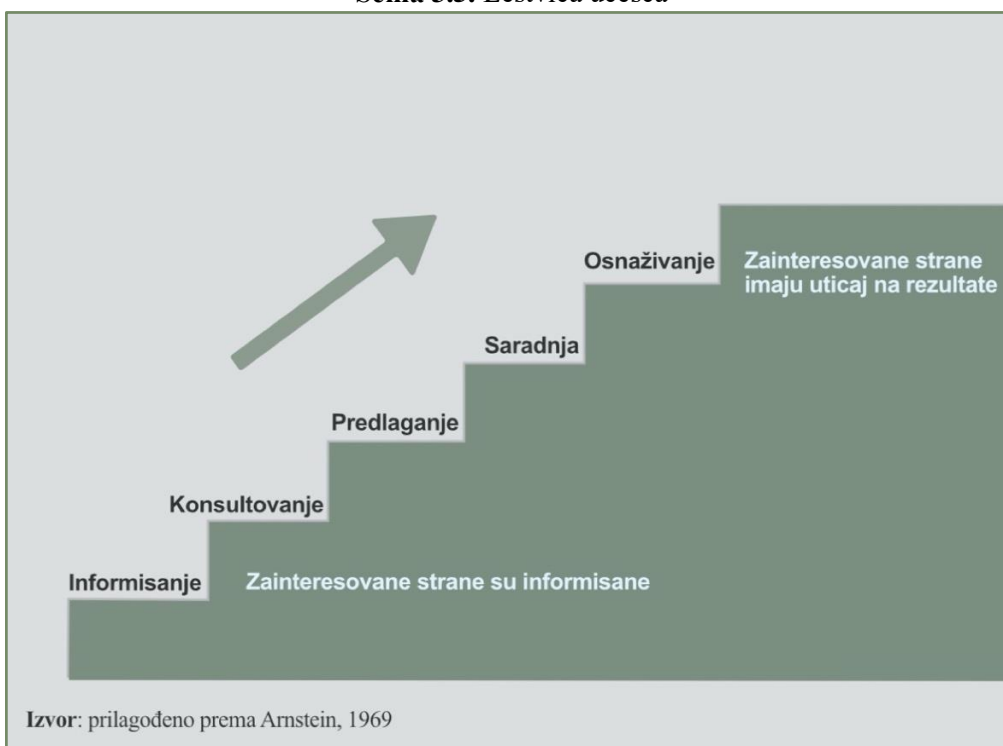 Osnaživanje
Zainteresovane strane
imaju uticaj na rezultate
Saradnja
Predlaganje
Konsultovanje
Informisanje
Zainteresovane strane su informisane
Izvor: prilagođeno prema Arnstein, 1969